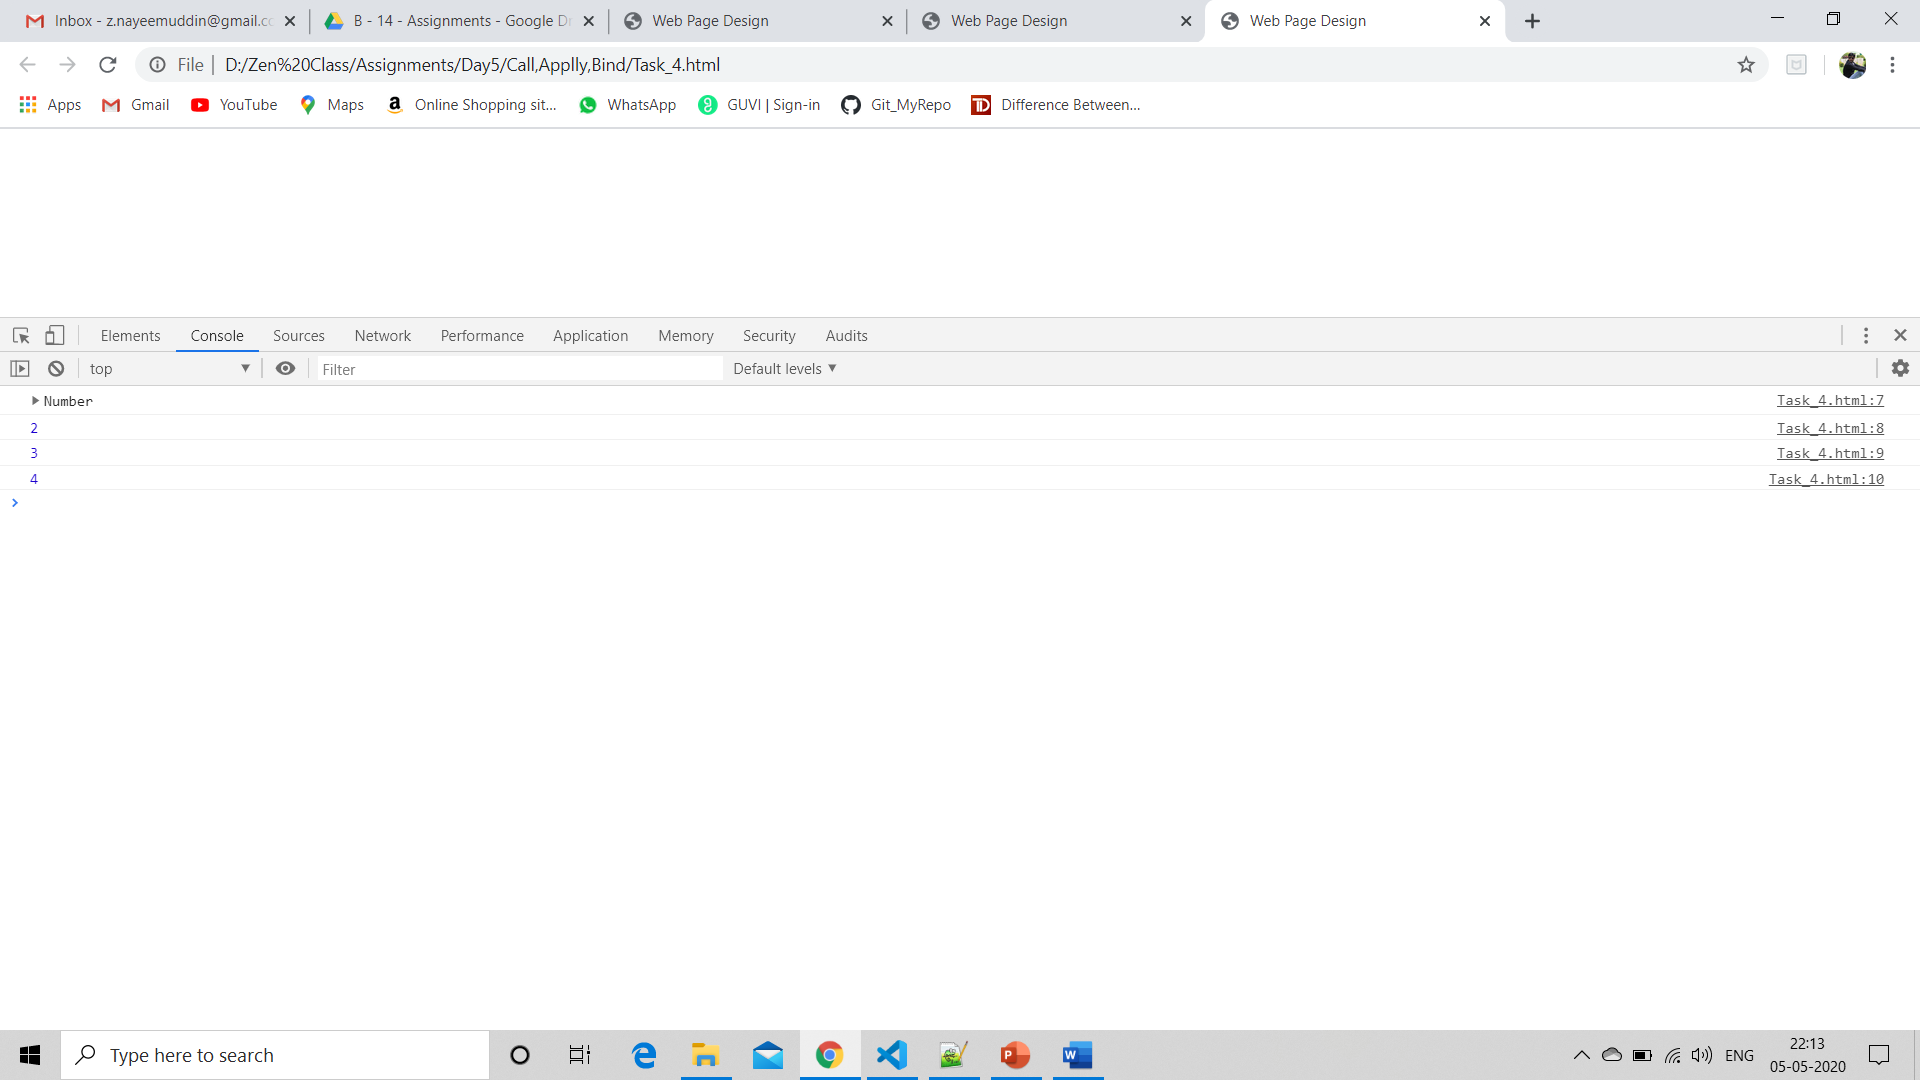 Inbox - z.nayeemuddin@gmail.co
B - 14 - Assignments - Google Dr
Web Page Design
Web Page Design
Web Page Design
File | D:/Zen%20Class/Assignments/Day5/Call,Applly,Bind/Task_4.html
Apps Gmail YouTube Maps Online Shopping sit... WhatsApp GUVI | Sign-in Git_MyRepo Difference Between...
Elements Console Sources Network Performance Application Memory Security Audits
top Filter Default levels
Number Task_4.html:7
2 Task_4.html:8
3 Task_4.html:9
4 Task_4.html:10
Type here to search
ENG
22:13
05-05-2020